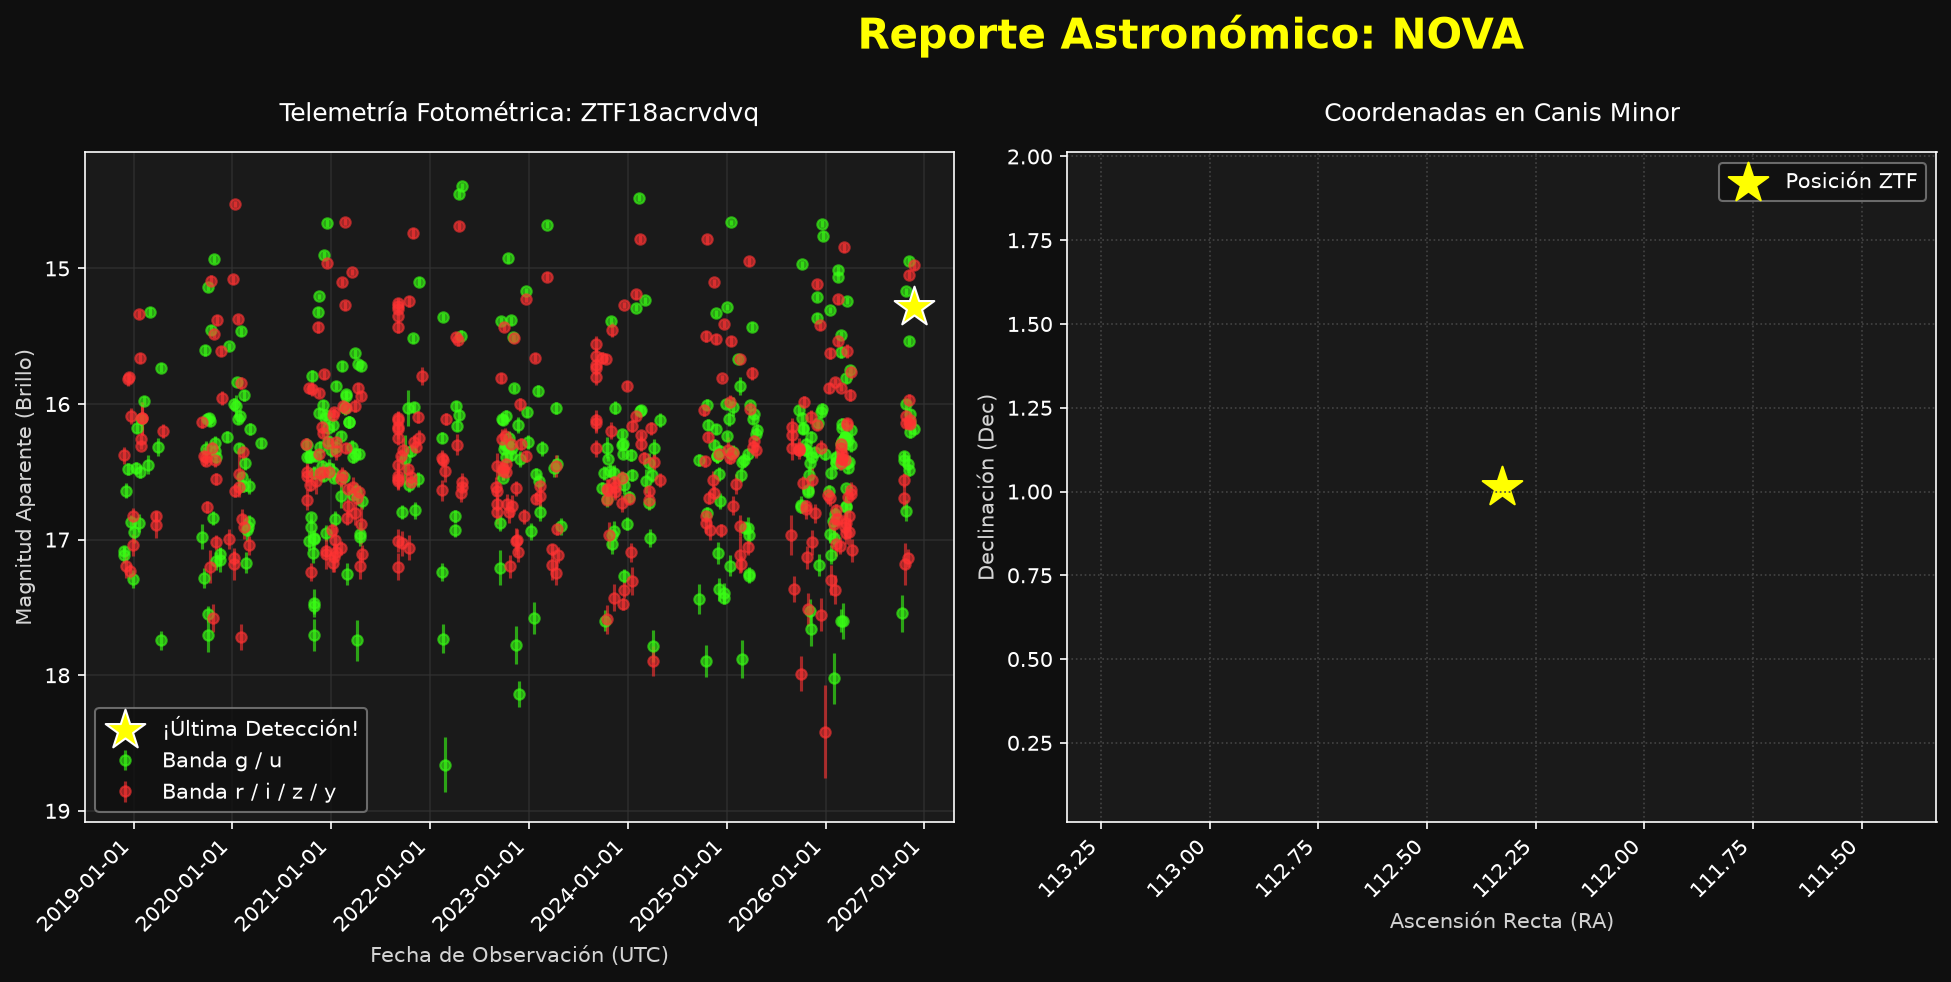 Reporte Astronómico: NOVA
Telemetría Fotométrica: ZTF18acrvdvq
Magnitud Aparente (Brillo)
15
16
17
18
19
¡Última Detección!
Banda g / u
Banda r / i / z / y
2019-01-01
2020-01-01
2021-01-01
2022-01-01
2023-01-01
2024-01-01
2025-01-01
2026-01-01
2027-01-01
Fecha de Observación (UTC)
Coordenadas en Canis Minor
Posición ZTF
Declinación (Dec)
2.00
1.75
1.50
1.25
1.00
0.75
0.50
0.25
113.25
113.00
112.75
112.50
112.25
112.00
111.75
111.50
Ascensión Recta (RA)